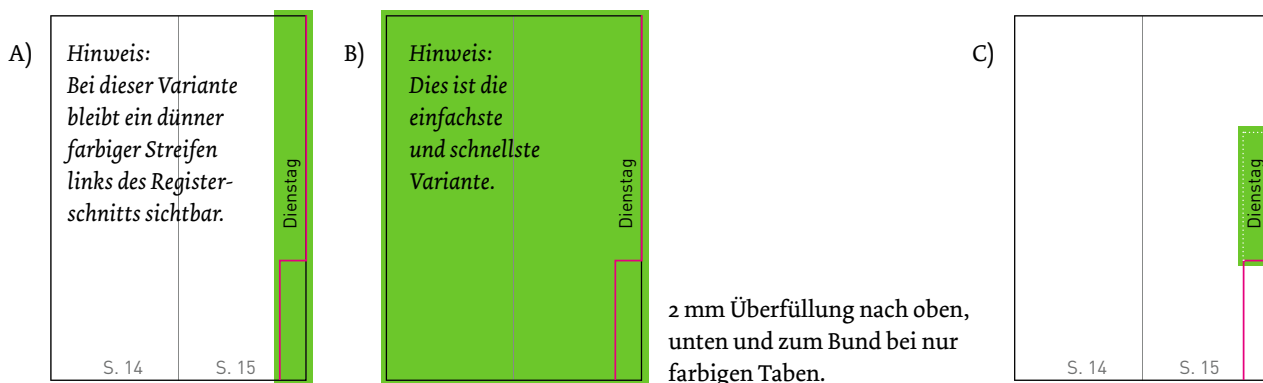 A)
Hinweis:
Bei dieser Variante
bleibt ein dünner
farbiger Streifen
links des Register-
schnitts sichtbar.
Dienstag
S. 14
S. 15
B)
Hinweis:
Dies ist die
einfachste
und schnellste
Variante.
Dienstag
2 mm Überfüllung nach oben,
unten und zum Bund bei nur
farbigen Taben.
C)
Dienstag
S. 14
S. 15